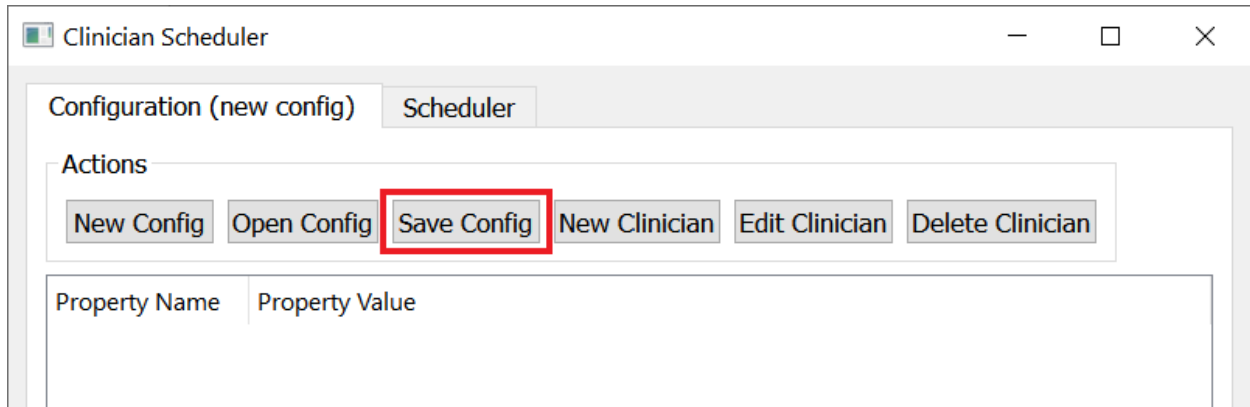 Clinician Scheduler
Configuration (new config) Scheduler
Actions
New Config Open Config Save Config New Clinician Edit Clinician Delete Clinician
Property Name Property Value